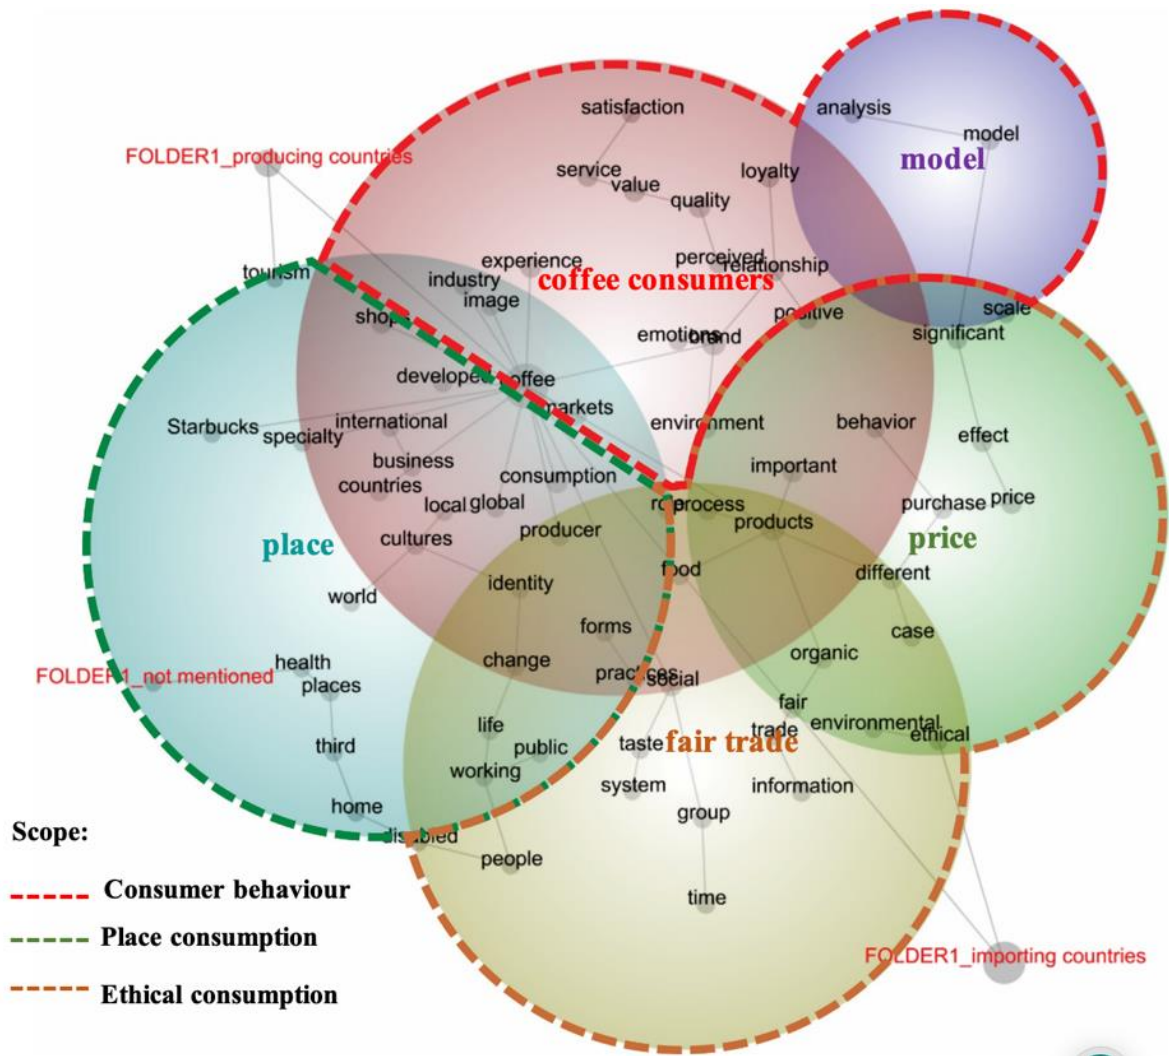 satisfaction
analysis
model
FOLDER1_producing countries
model
service
value
loyalty
quality
experience
perceived
relationship
tourism
industry
coffee consumers
image
shops
positive
scale
significant
emotions
brand
developed
coffee
markets
Starbucks
specialty
international
environment
behavior
effect
business
important
countries
consumption
local
global
role
process
purchase
price
producer
products
cultures
place
price
identity
food
different
world
forms
case
change
organic
health
FOLDER1_not mentioned
places
practices
social
fair
life
trade
environmental
ethical
third
public
taste
fair trade
working
system
information
home
group
Scope:
disabled
people
Consumer behaviour
time
Place consumption
FOLDER1_importing countries
Ethical consumption